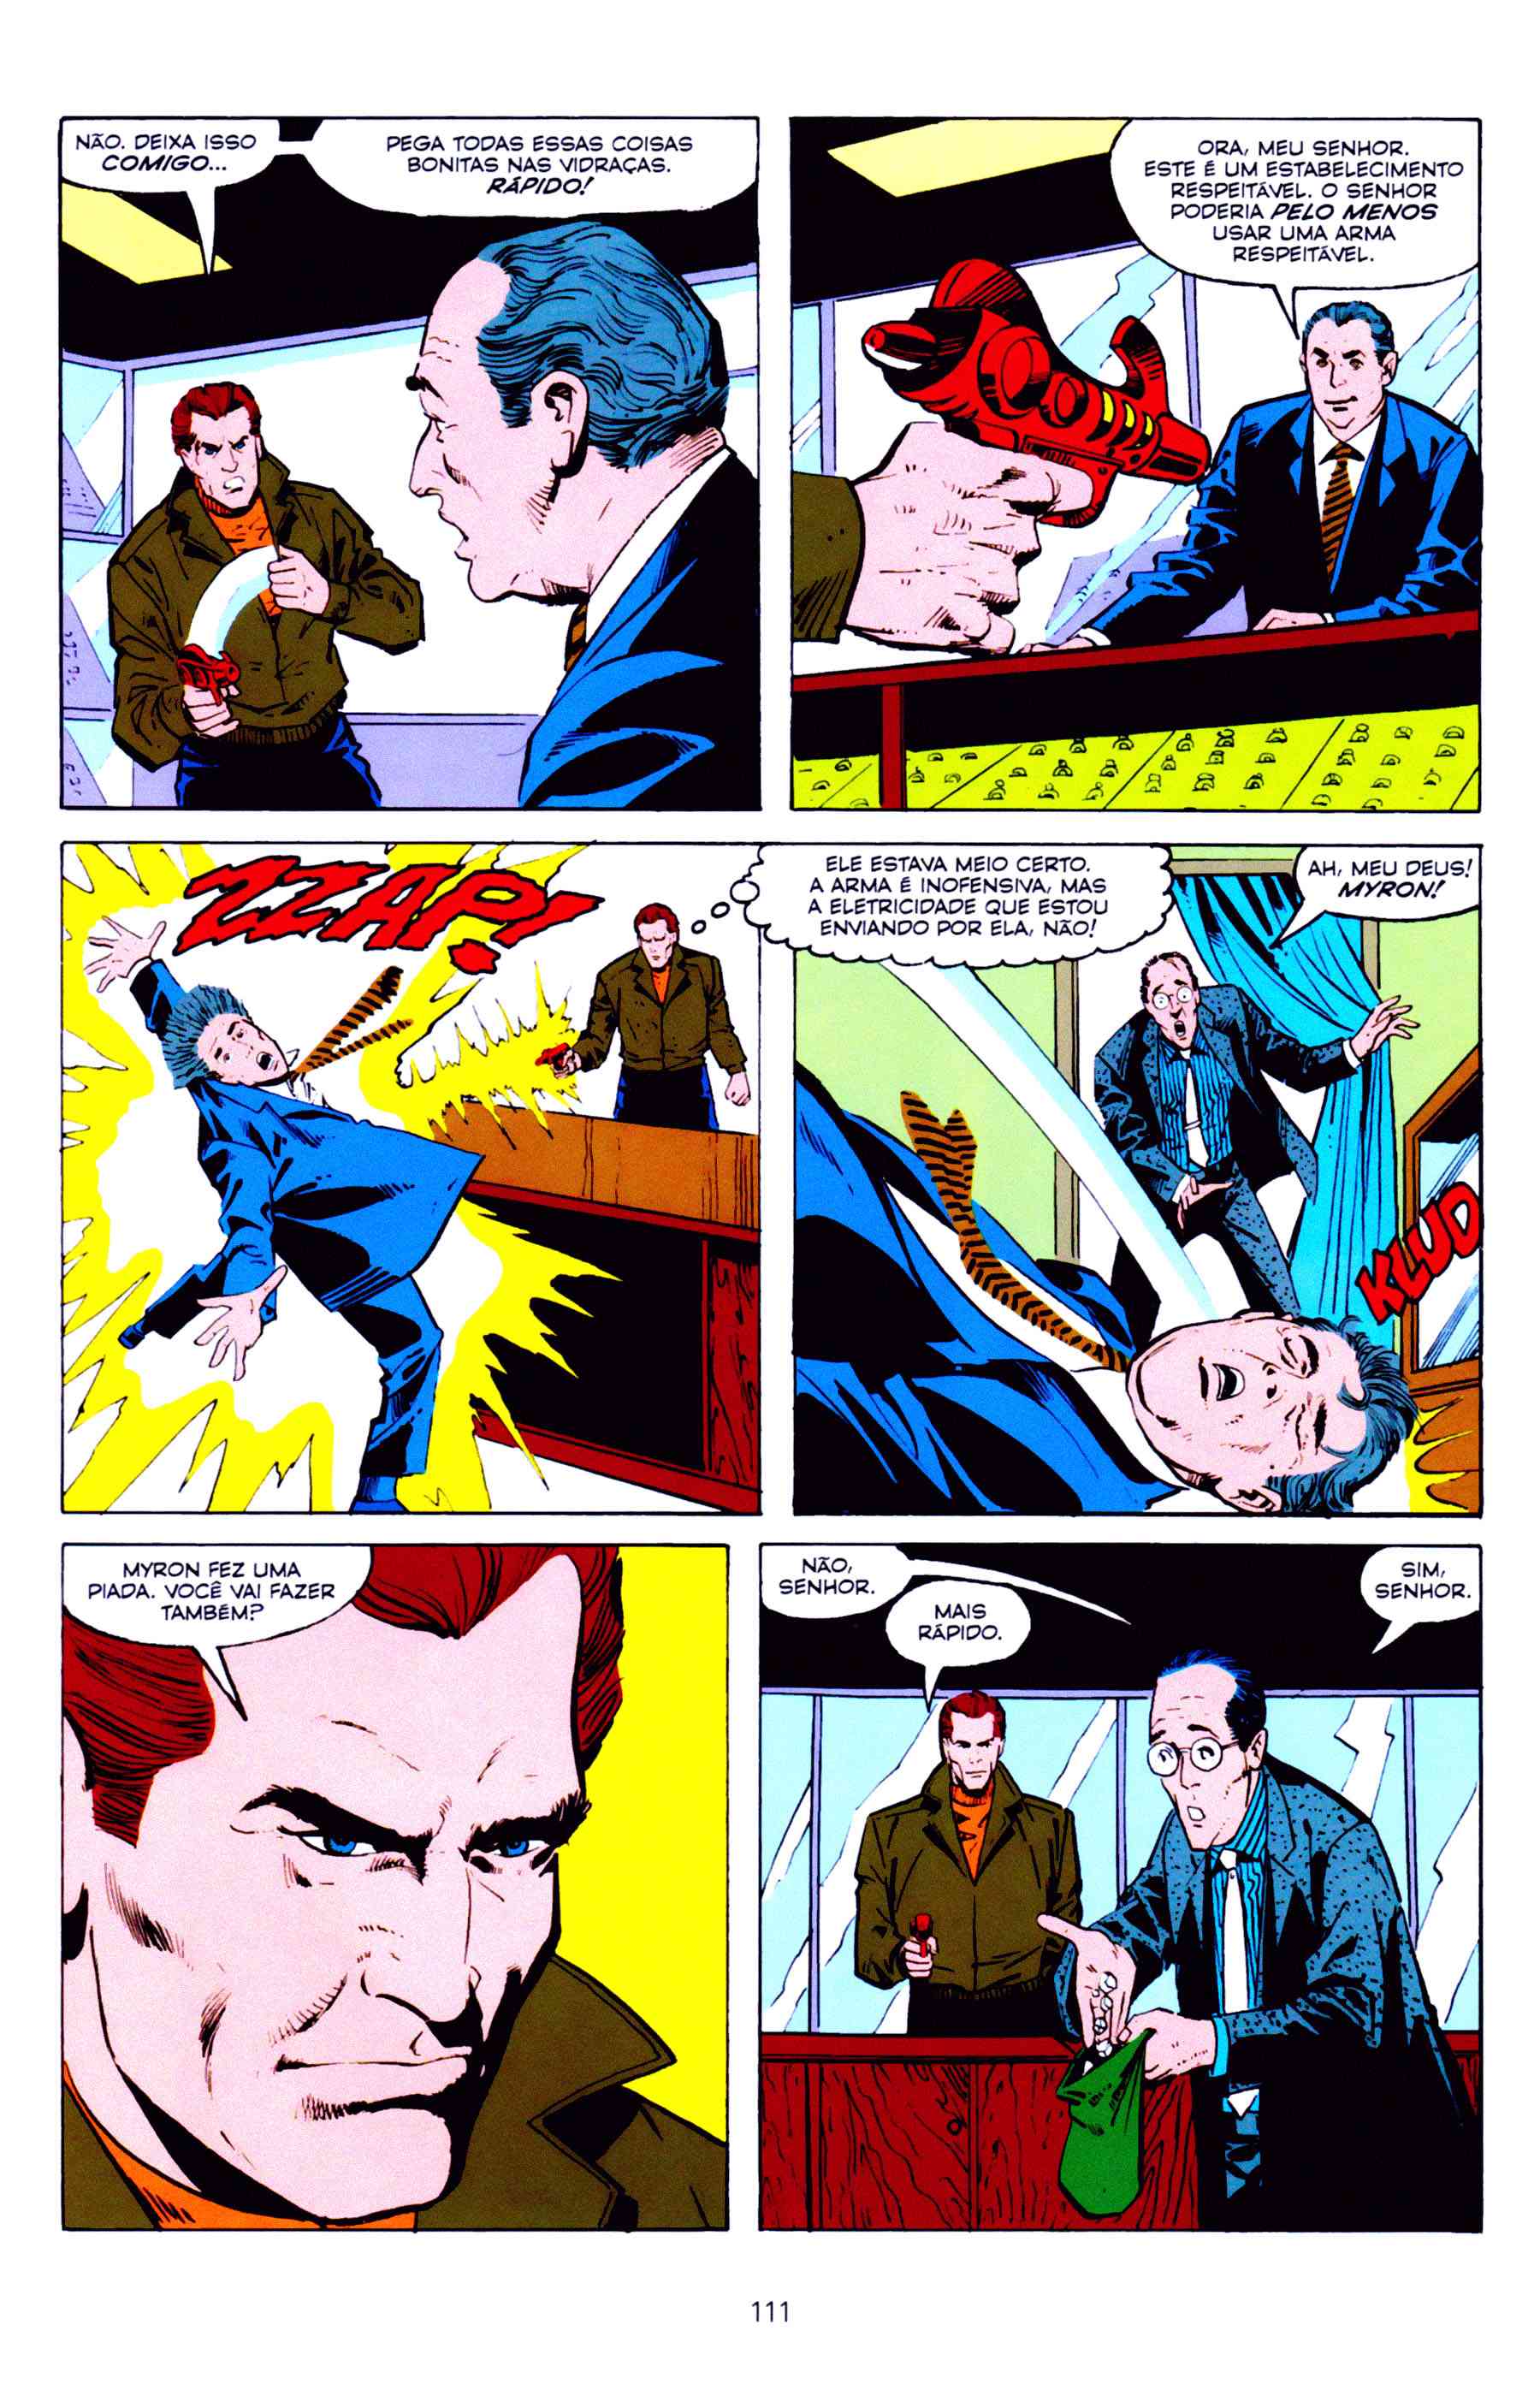 NÃO. DEIXA ISSO
COMIGO...
PEGA TODAS ESSAS COISAS
BONITAS NAS VIDRAÇAS.
RÁPIDO!
ORA, MEU SENHOR.
ESTE É UM ESTABELECIMENTO
RESPEITÁVEL. O SENHOR
PODERIA PELO MENOS
USAR UMA ARMA
RESPEITÁVEL.
ZZAP!
ELE ESTAVA MEIO CERTO.
A ARMA É INOFENSIVA, MAS
A ELETRICIDADE QUE ESTOU
ENVIANDO POR ELA, NÃO!
AH, MEU DEUS!
MYRON!
KLUD
MYRON FEZ UMA
PIADA. VOCÊ VAI FAZER
TAMBÉM?
NÃO,
SENHOR.
MAIS
RÁPIDO.
SIM,
SENHOR.
111